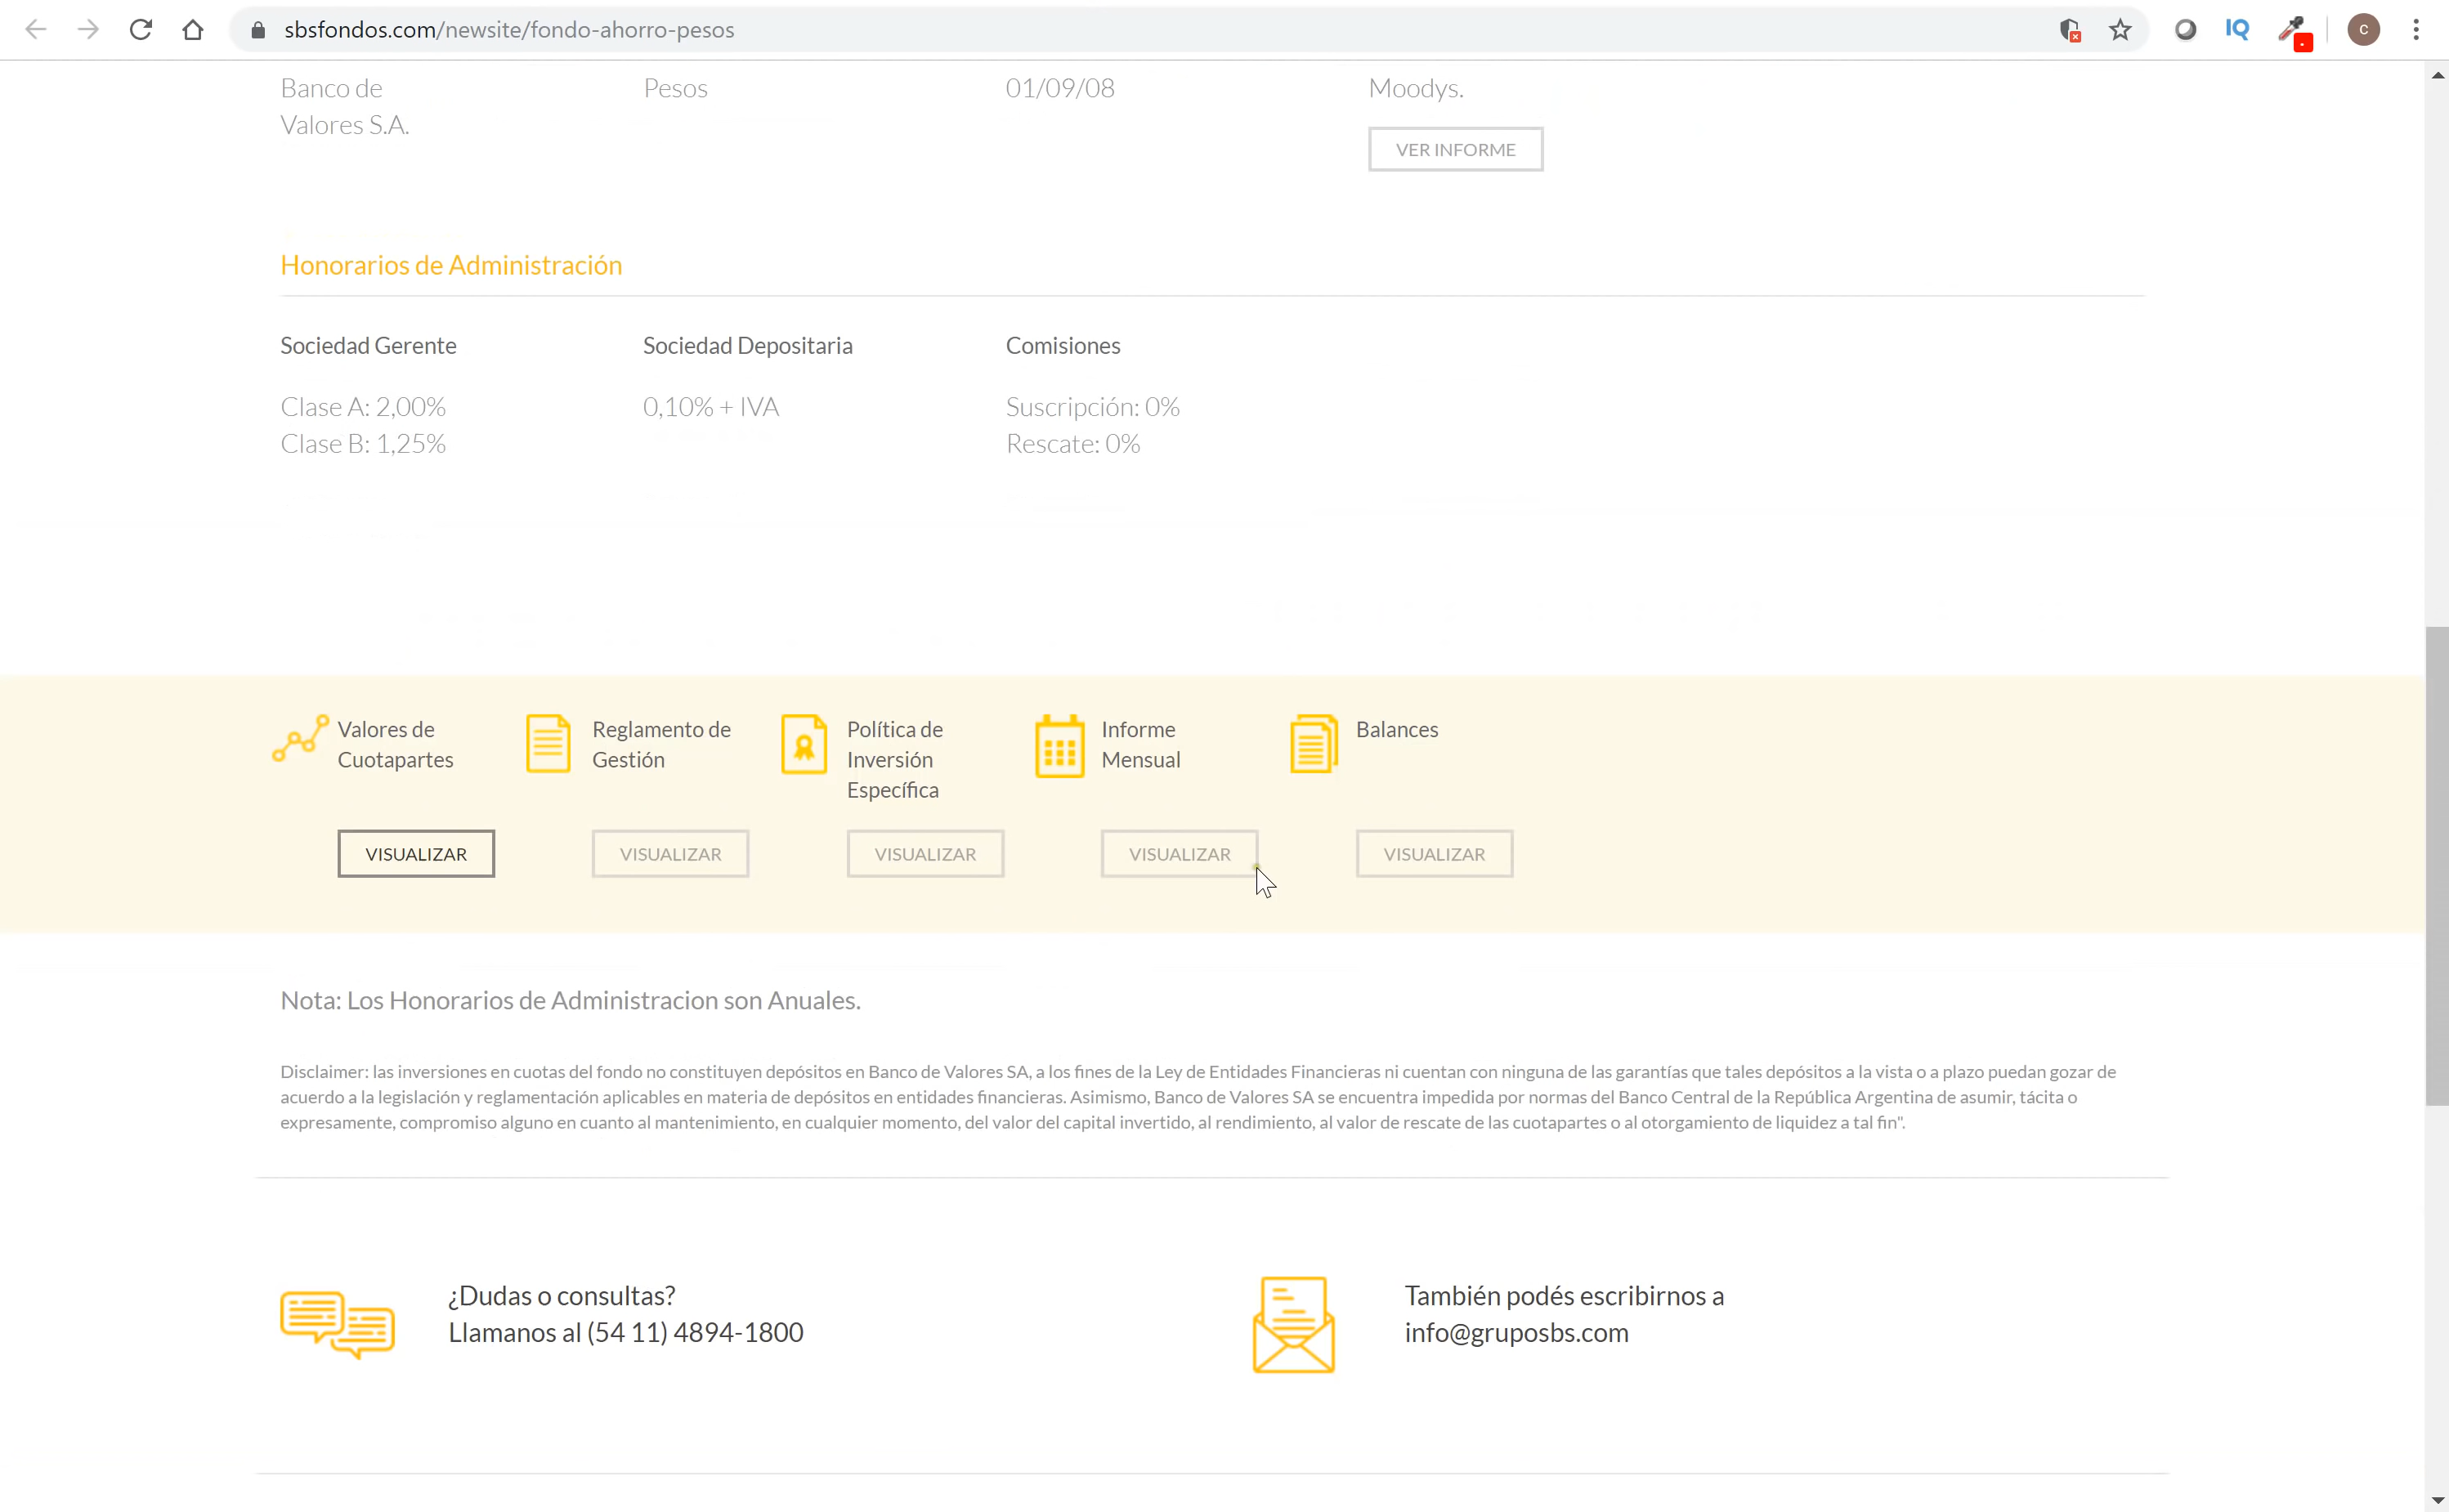 sbsfondos.com/newsite/fondo-ahorro-pesos
IQ
C
Banco de
Valores S.A.
Pesos
01/09/08
Moodys.
VER INFORME
Honorarios de Administración
Sociedad Gerente
Clase A: 2,00%
Clase B: 1,25%
Sociedad Depositaria
0,10% + IVA
Comisiones
Suscripción: 0%
Rescate: 0%
Valores de
Cuotapartes
VISUALIZAR
Reglamento de
Gestión
VISUALIZAR
Política de
Inversión
Específica
VISUALIZAR
Informe
Mensual
VISUALIZAR
Balances
VISUALIZAR
Nota: Los Honorarios de Administracion son Anuales.
Disclaimer: las inversiones en cuotas del fondo no constituyen depósitos en Banco de Valores SA, a los fines de la Ley de Entidades Financieras ni cuentan con ninguna de las garantías que tales depósitos a la vista o a plazo puedan gozar de
acuerdo a la legislación y reglamentación aplicables en materia de depósitos en entidades financieras. Asimismo, Banco de Valores SA se encuentra impedida por normas del Banco Central de la República Argentina de asumir, tácita o
expresamente, compromiso alguno en cuanto al mantenimiento, en cualquier momento, del valor del capital invertido, al rendimiento, al valor de rescate de las cuotapartes o al otorgamiento de liquidez a tal fin".
¿Dudas o consultas?
Llamanos al (54 11) 4894-1800
También podés escribirnos a
info@gruposbs.com